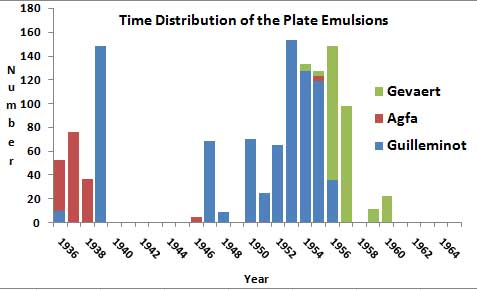 Time Distribution of the Plate Emulsions
180
160
140
120
100
80
60
40
20
0
Number
Gevaert
Agfa
Guilleminot
1936 1938 1940 1942 1944 1946 1948 1950 1952 1954 1956 1958 1960 1962 1964
Year